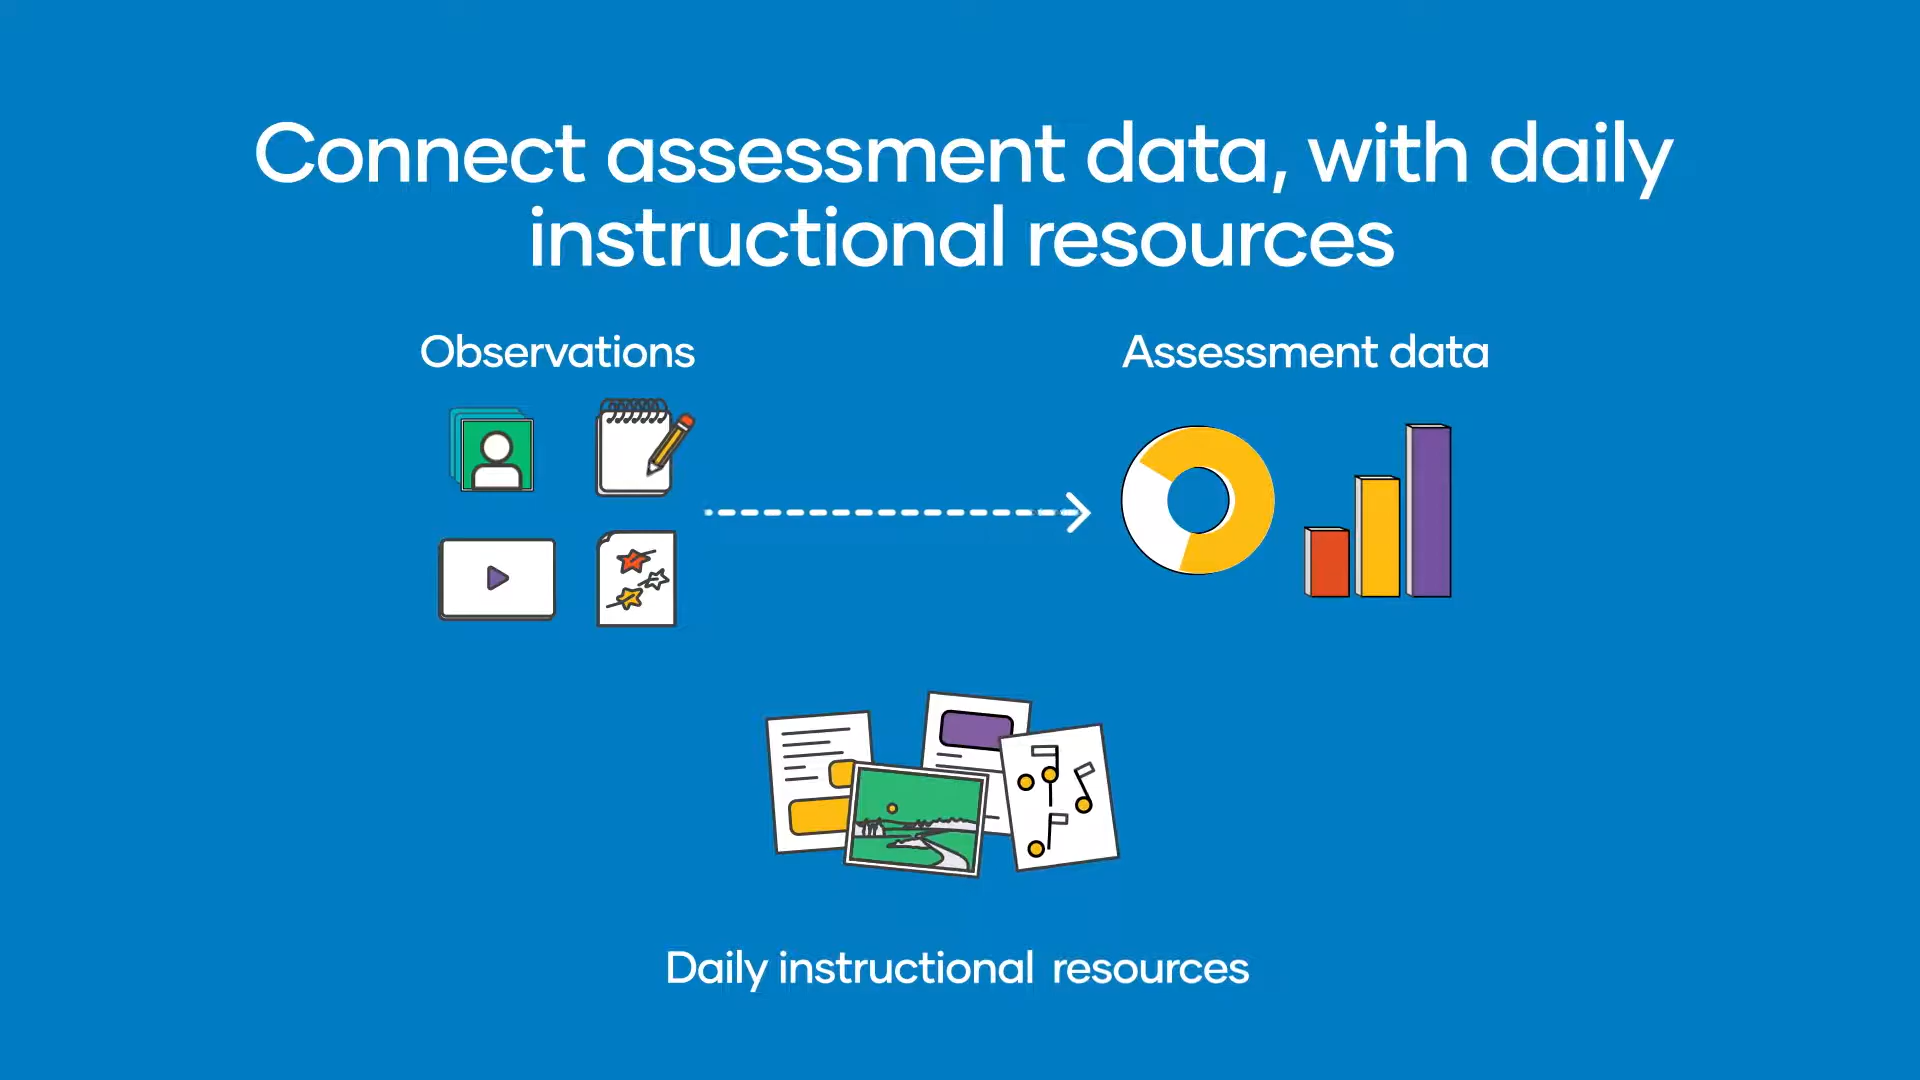 Connect assessment data, with daily
instructional resources
Observations
Assessment data
Daily instructional resources